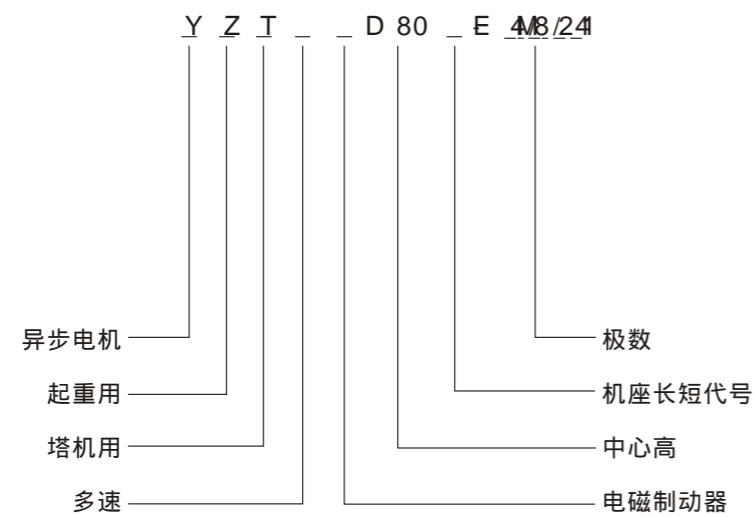 Y Z T _ _ D 80 _ E
异步电机
极数
起重用
机座长短代号
塔机用
中心高
多速
电磁制动器